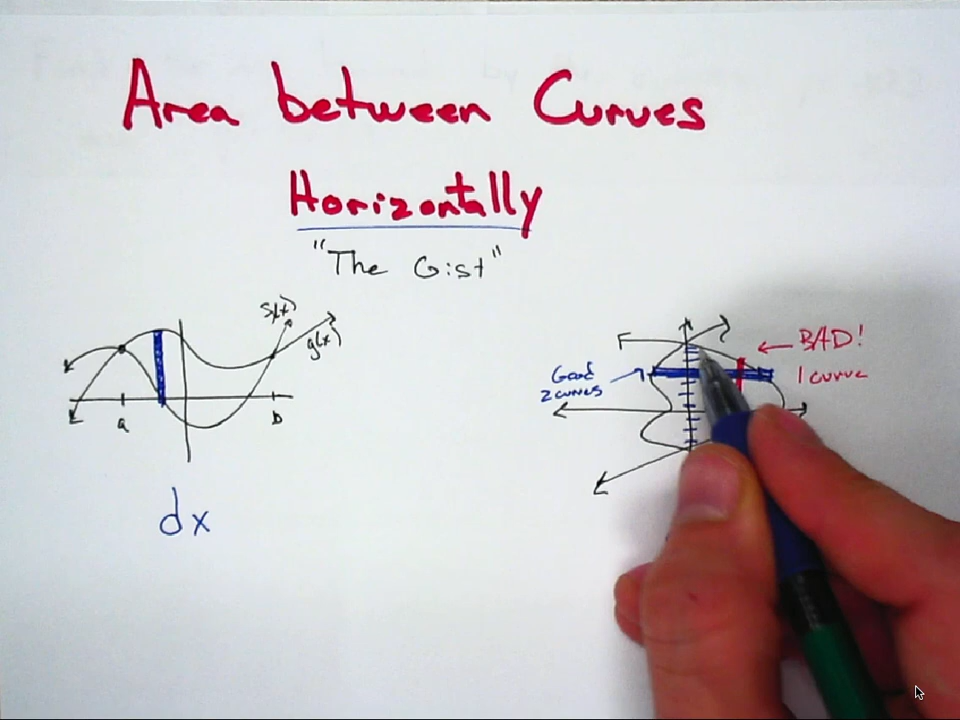 Area between Curves
Horizontally
"The Gist"
f(x)
g(x)
a
b
dx
Good
2 curves
BAD!
1 curve